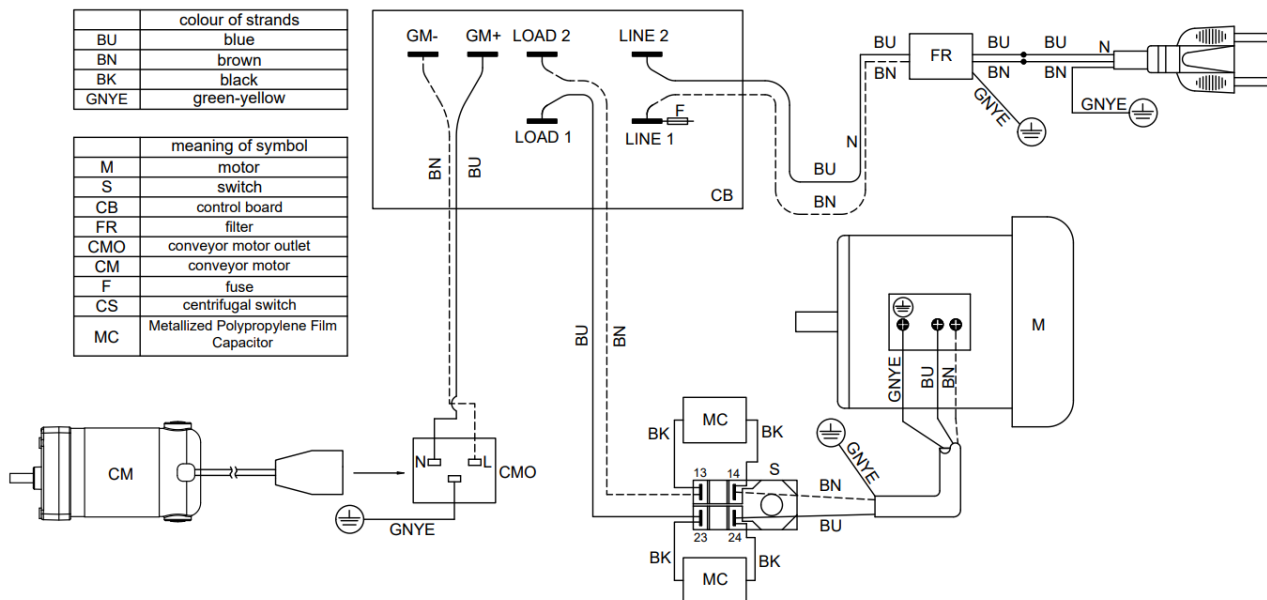 colour of strands
BU blue
BN brown
BK black
GNYE green-yellow
meaning of symbol
M motor
S switch
CB control board
FR filter
CMO conveyor motor outlet
CM conveyor motor
F fuse
CS centrifugal switch
MC Metallized Polypropylene Film
Capacitor
GM- GM+ LOAD 2 LINE 2
LOAD 1 LINE 1 F
BN BU
CB
BU BN
N
BU
BN
FR
BU BU N
BN BN
GNYE
GNYE
M
GNYE BU BN
BU BN
CM
N L
CMO
GNYE
MC
BK BK
13 14 S
23 24
BN
BU
GNYE
BK BK
MC